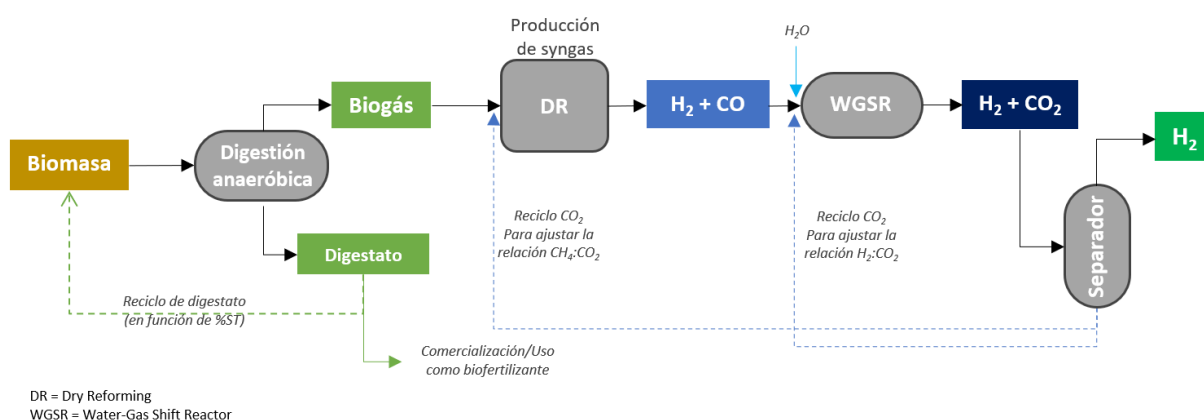 Producción
de syngas
H₂O
Biogás
DR
H₂ + CO
WGSR
H₂ + CO₂
H₂
Biomasa
Digestión
anaeróbica
Digestato
Reciclo CO₂
Para ajustar la
relación CH₄:CO₂
Reciclo CO₂
Para ajustar la
relación H₂:CO₂
Separador
Reciclo de digestato
(en función de %ST)
Comercialización/Uso
como biofertilizante
DR = Dry Reforming
WGSR = Water-Gas Shift Reactor